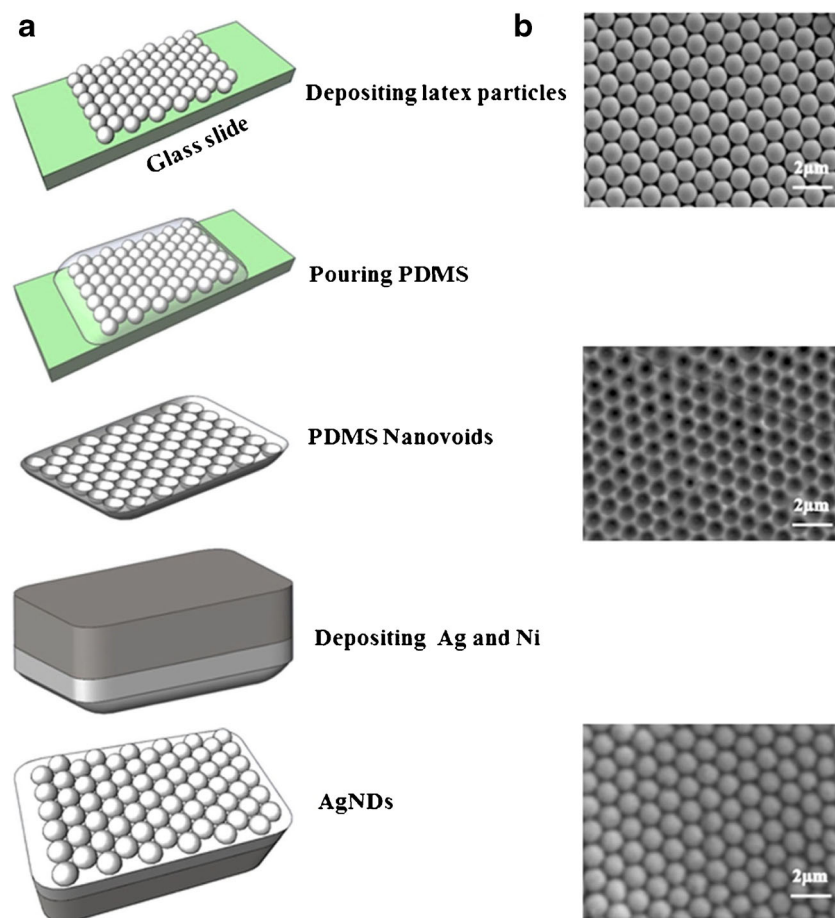 a
b
Depositing latex particles
Glass slide
2μm
Pouring PDMS
PDMS Nanovoids
2μm
Depositing Ag and Ni
AgNDs
2μm